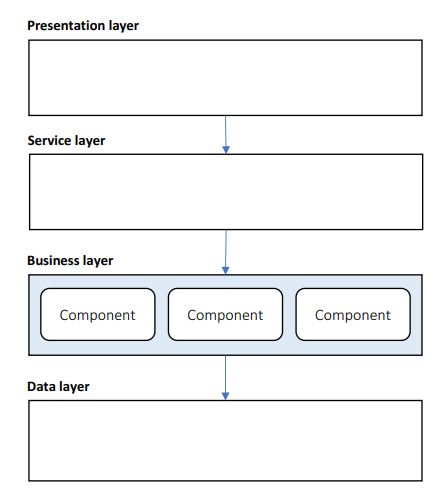 Presentation layer
Service layer
Business layer
Component Component Component
Data layer